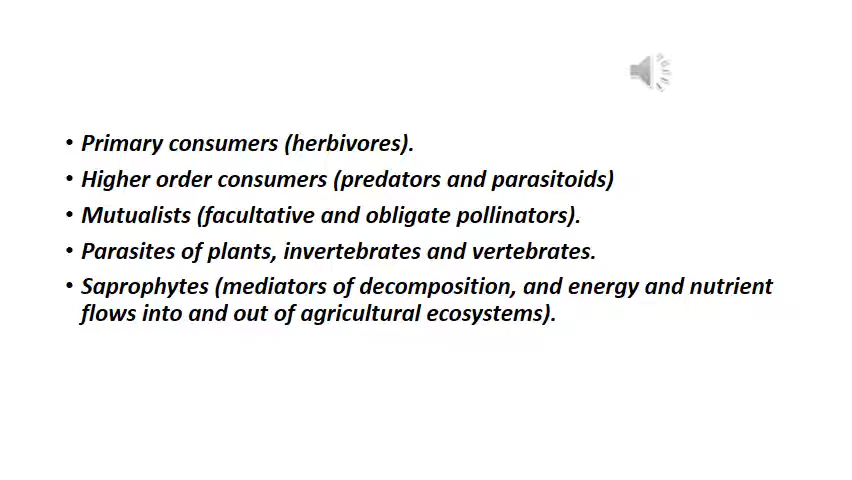 • Primary consumers (herbivores).
• Higher order consumers (predators and parasitoids)
• Mutualists (facultative and obligate pollinators).
• Parasites of plants, invertebrates and vertebrates.
• Saprophytes (mediators of decomposition, and energy and nutrient
flows into and out of agricultural ecosystems).